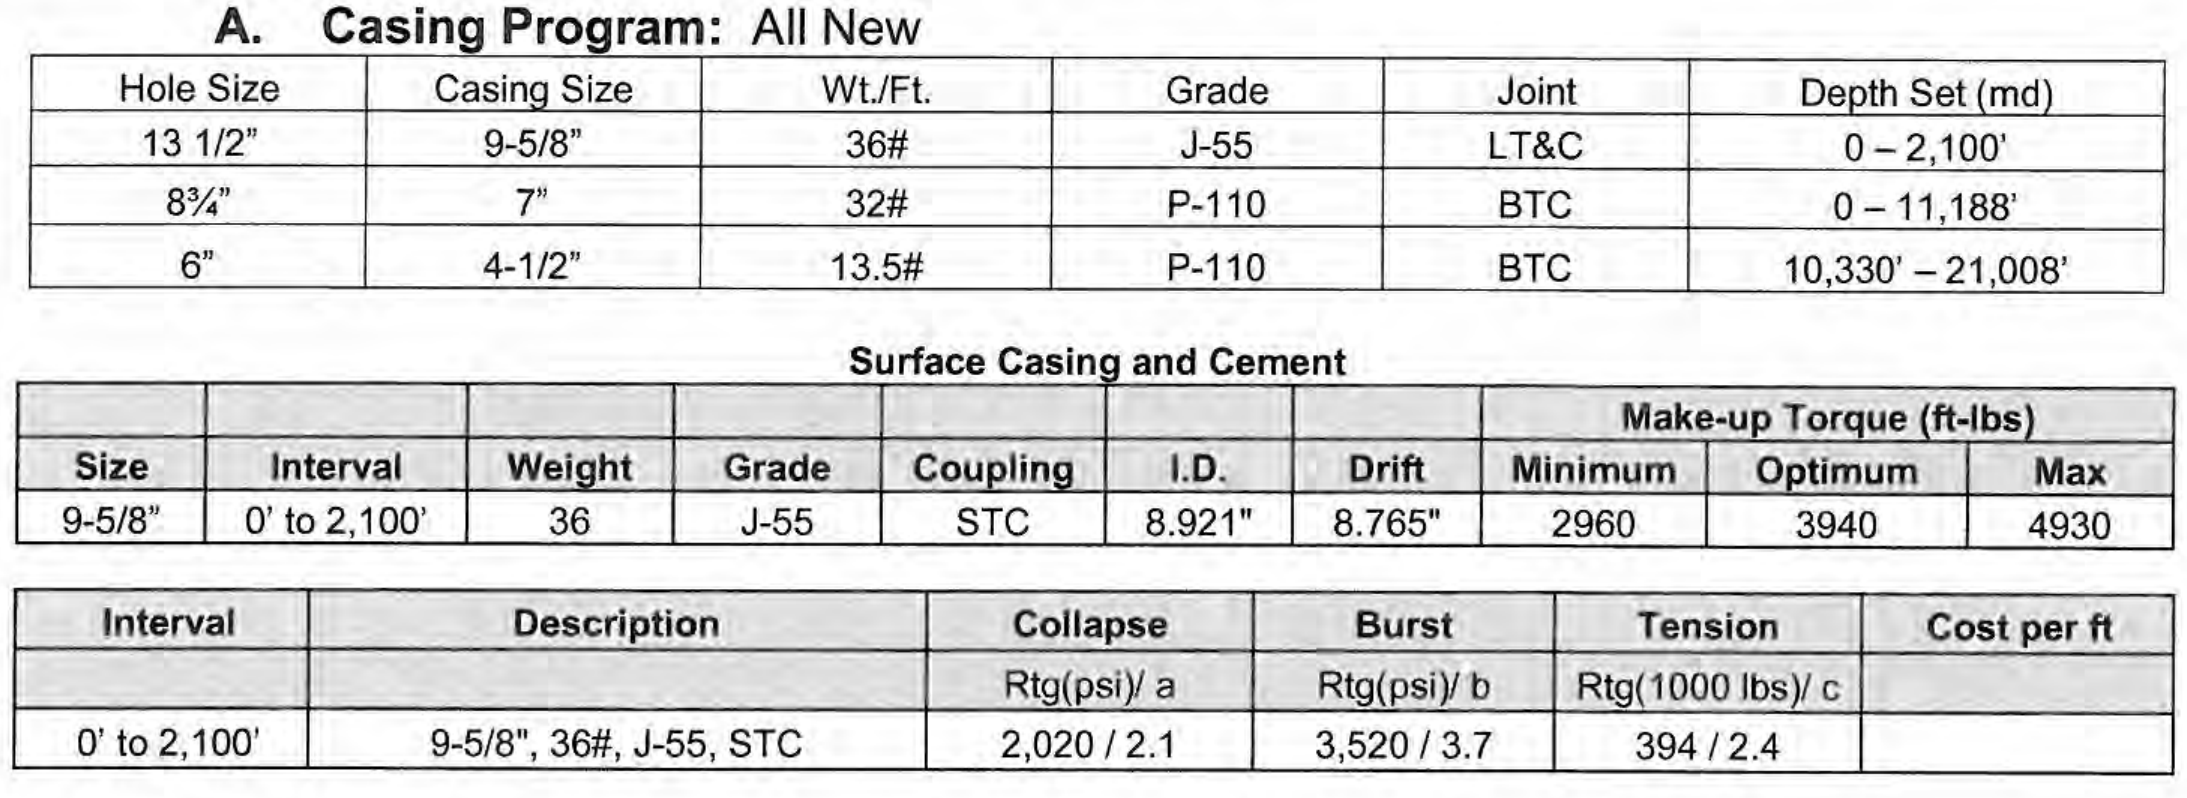 A. Casing Program: All New
Hole Size Casing Size Wt./Ft. Grade Joint Depth Set (md)
13 1/2” 9-5/8” 36# J-55 LT&C 0 – 2,100’
8¾” 7” 32# P-110 BTC 0 – 11,188’
6” 4-1/2” 13.5# P-110 BTC 10,330’ – 21,008’
Surface Casing and Cement
Make-up Torque (ft-lbs)
Size Interval Weight Grade Coupling I.D. Drift Minimum Optimum Max
9-5/8” 0’ to 2,100’ 36 J-55 STC 8.921" 8.765" 2960 3940 4930
Interval Description Collapse Burst Tension Cost per ft
Rtg(psi)/ a Rtg(psi)/ b Rtg(1000 lbs)/ c
0’ to 2,100’ 9-5/8", 36#, J-55, STC 2,020 / 2.1 3,520 / 3.7 394 / 2.4